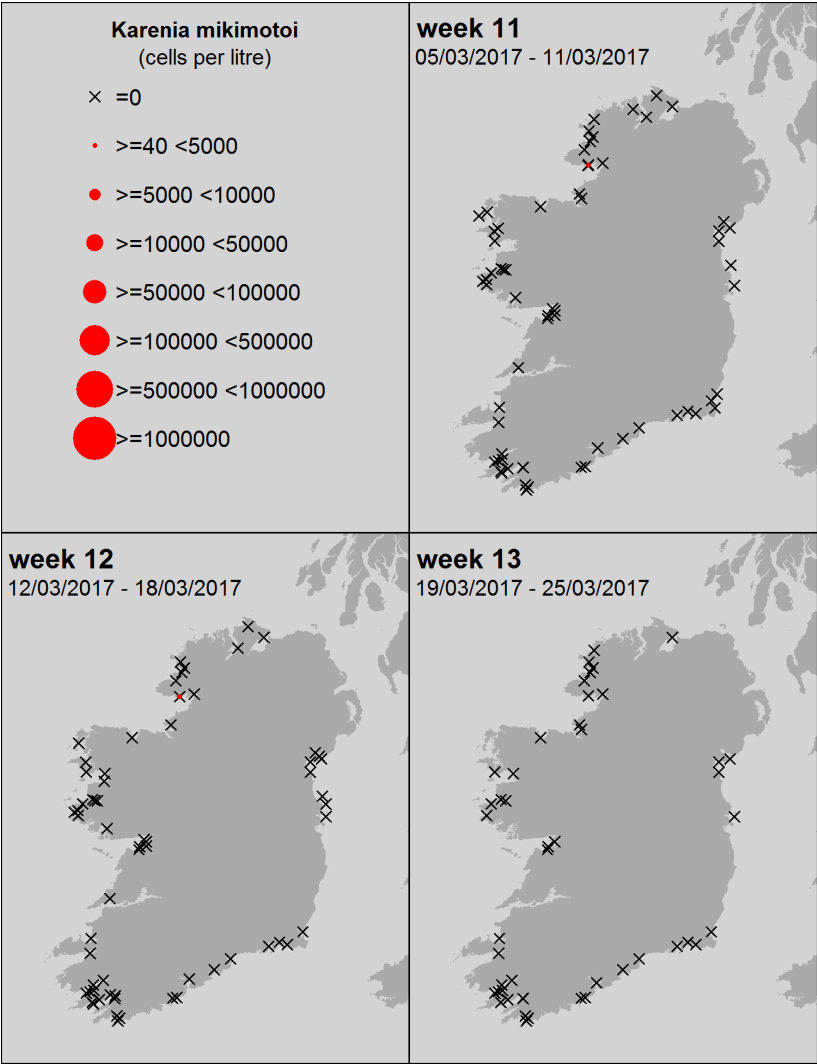 Karenia mikimotoi
(cells per litre)
=0
>=40 <5000
>=5000 <10000
>=10000 <50000
>=50000 <100000
>=100000 <500000
>=500000 <1000000
>=1000000
week 11
05/03/2017 - 11/03/2017
week 12
12/03/2017 - 18/03/2017
week 13
19/03/2017 - 25/03/2017